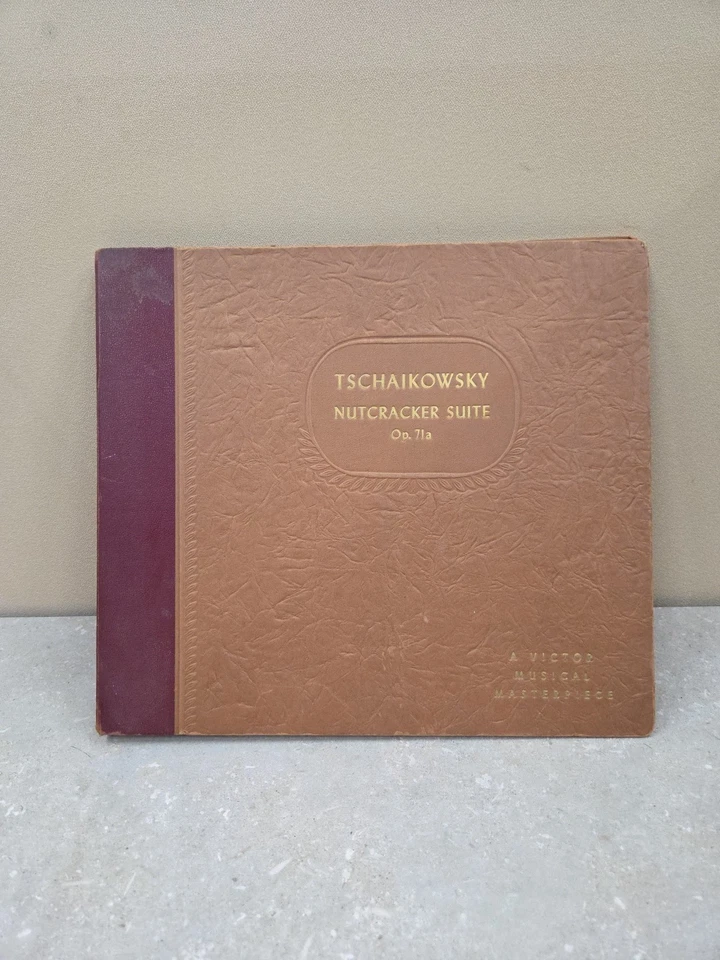 TSCHAIKOWSKY
NUTCRACKER SUITE
Op. 71a
A VICTOR
MUSICAL
MASTERPIECE